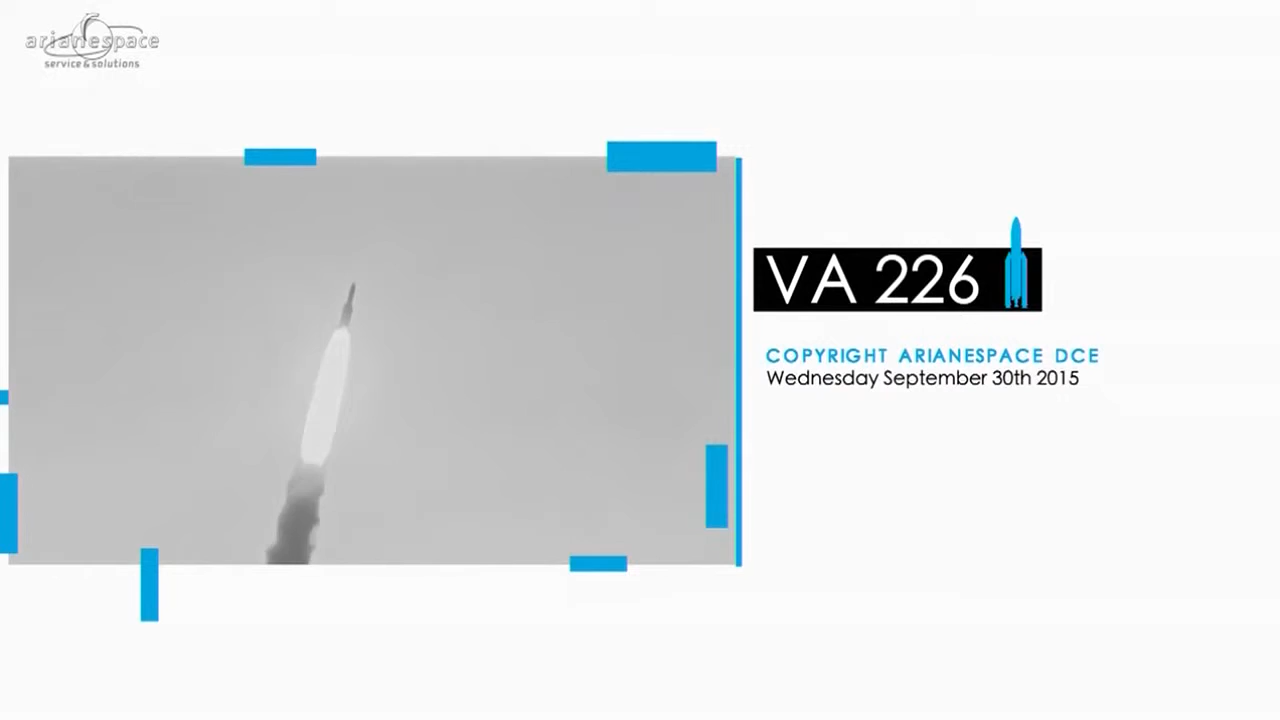 arianespace
service & solutions
VA 226
COPYRIGHT ARIANESPACE DCE
Wednesday September 30th 2015